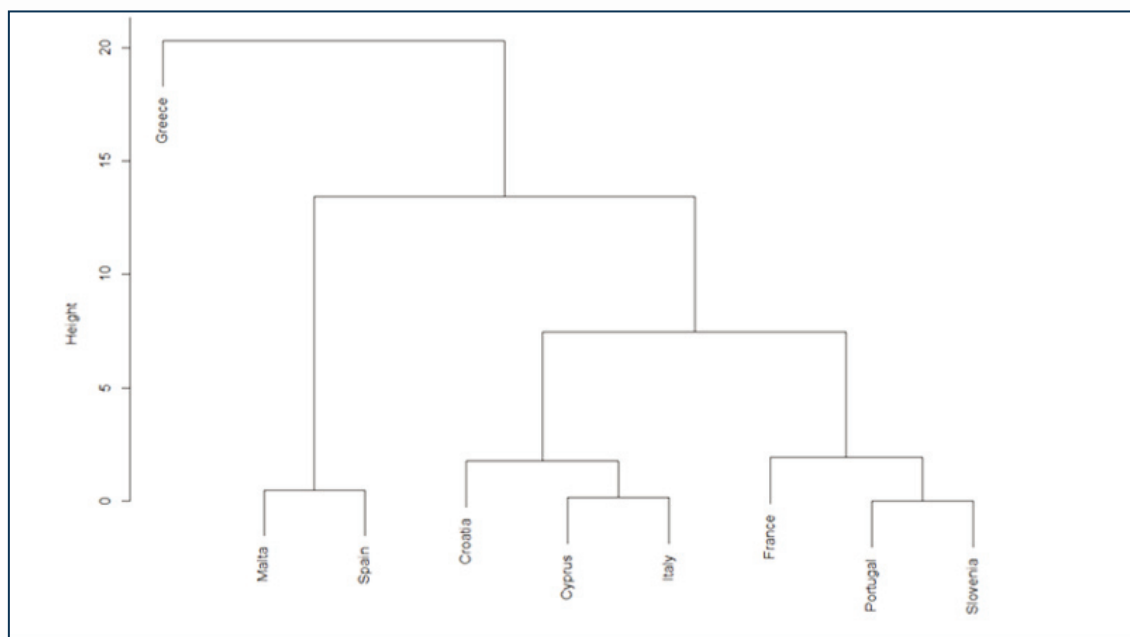 20
15
10
5
0
Height
Greece
Malta
Spain
Croatia
Cyprus
Italy
France
Portugal
Slovenia